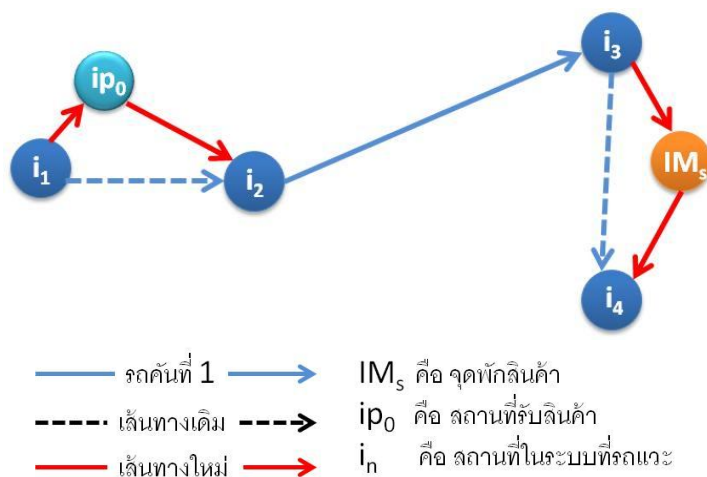 i₃
ip₀
i₁
i₂
IMₛ
i₄
รถคันที่ 1
IMₛ คือ จุดพักสินค้า
เส้นทางเดิม
ip₀ คือ สถานที่รับสินค้า
เส้นทางใหม่
iₙ คือ สถานที่ในระบบที่รถแวะ